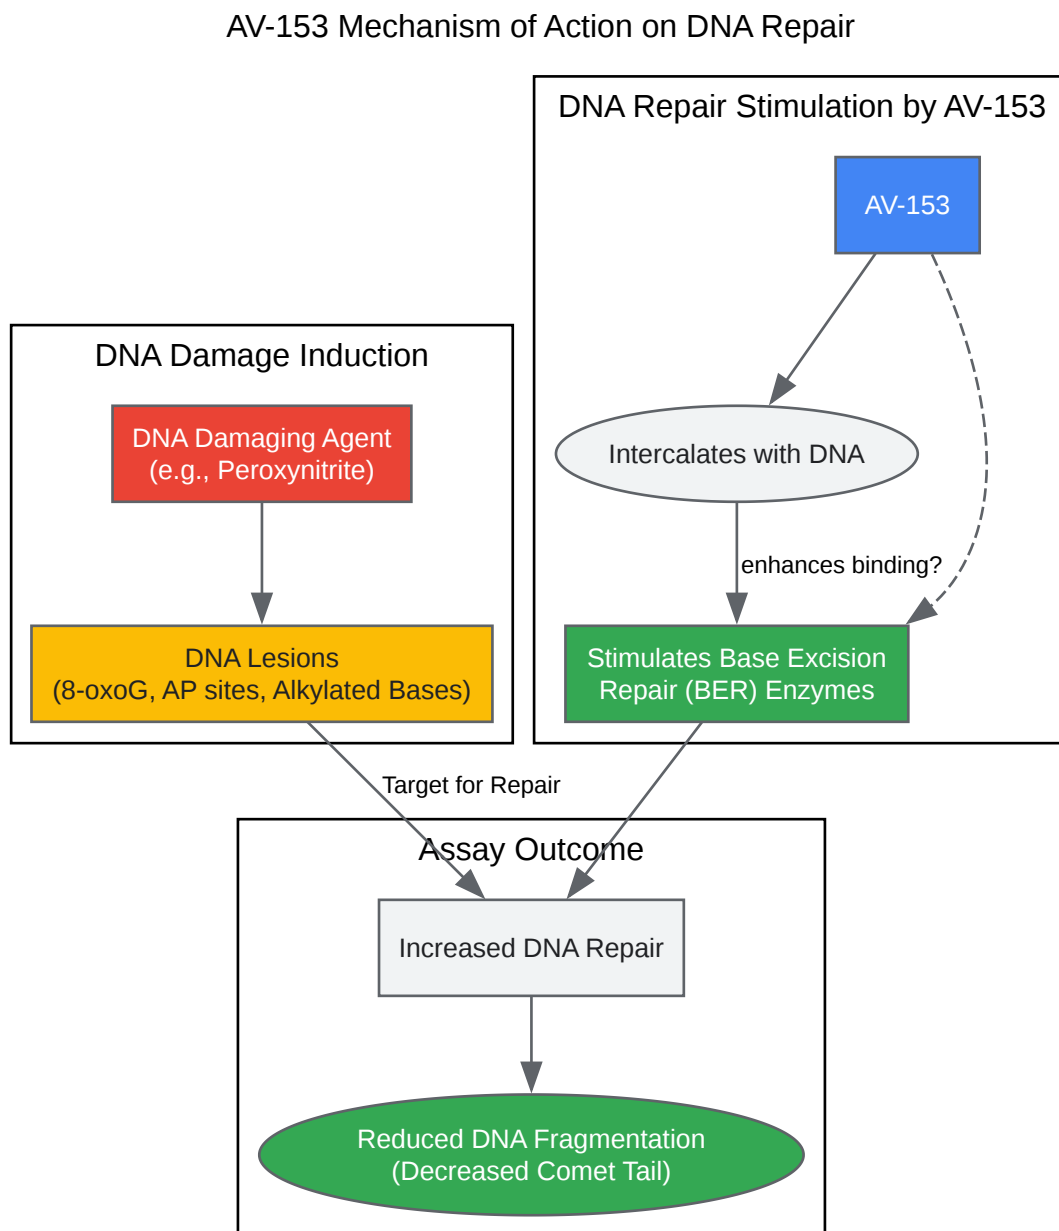 AV-153 Mechanism of Action on DNA Repair
DNA Repair Stimulation by AV-153
AV-153
DNA Damage Induction
DNA Damaging Agent
(e.g., Peroxynitrite)
Intercalates with DNA
enhances binding?
DNA Lesions
(8-oxoG, AP sites, Alkylated Bases)
Stimulates Base Excision
Repair (BER) Enzymes
Target for Repair
Assay Outcome
Increased DNA Repair
Reduced DNA Fragmentation
(Decreased Comet Tail)